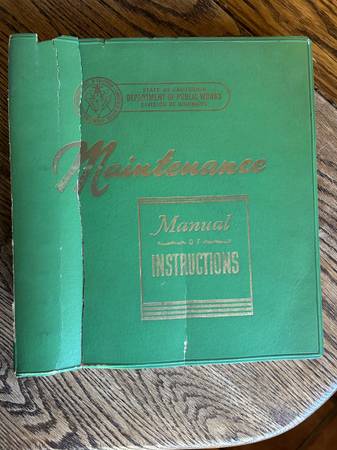 STATE OF CALIFORNIA
DEPARTMENT OF PUBLIC WORKS
DIVISION OF HIGHWAYS
Maintenance
Manual
OF
INSTRUCTIONS